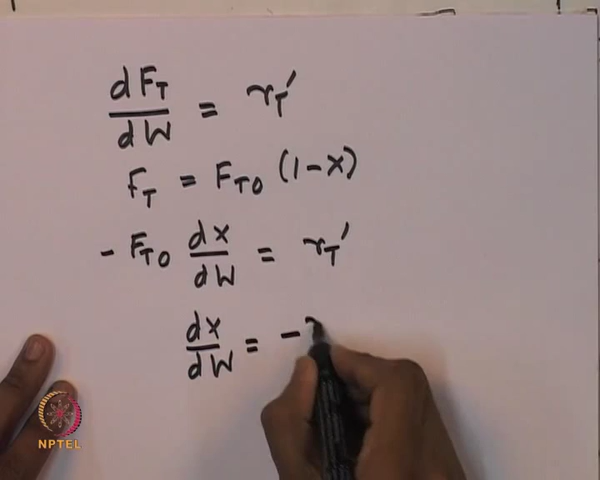 dF_T/dW = r_T'
F_T = F_T0 (1-X)
- F_T0 dX/dW = r_T'
dX/dW = -
NPTEL